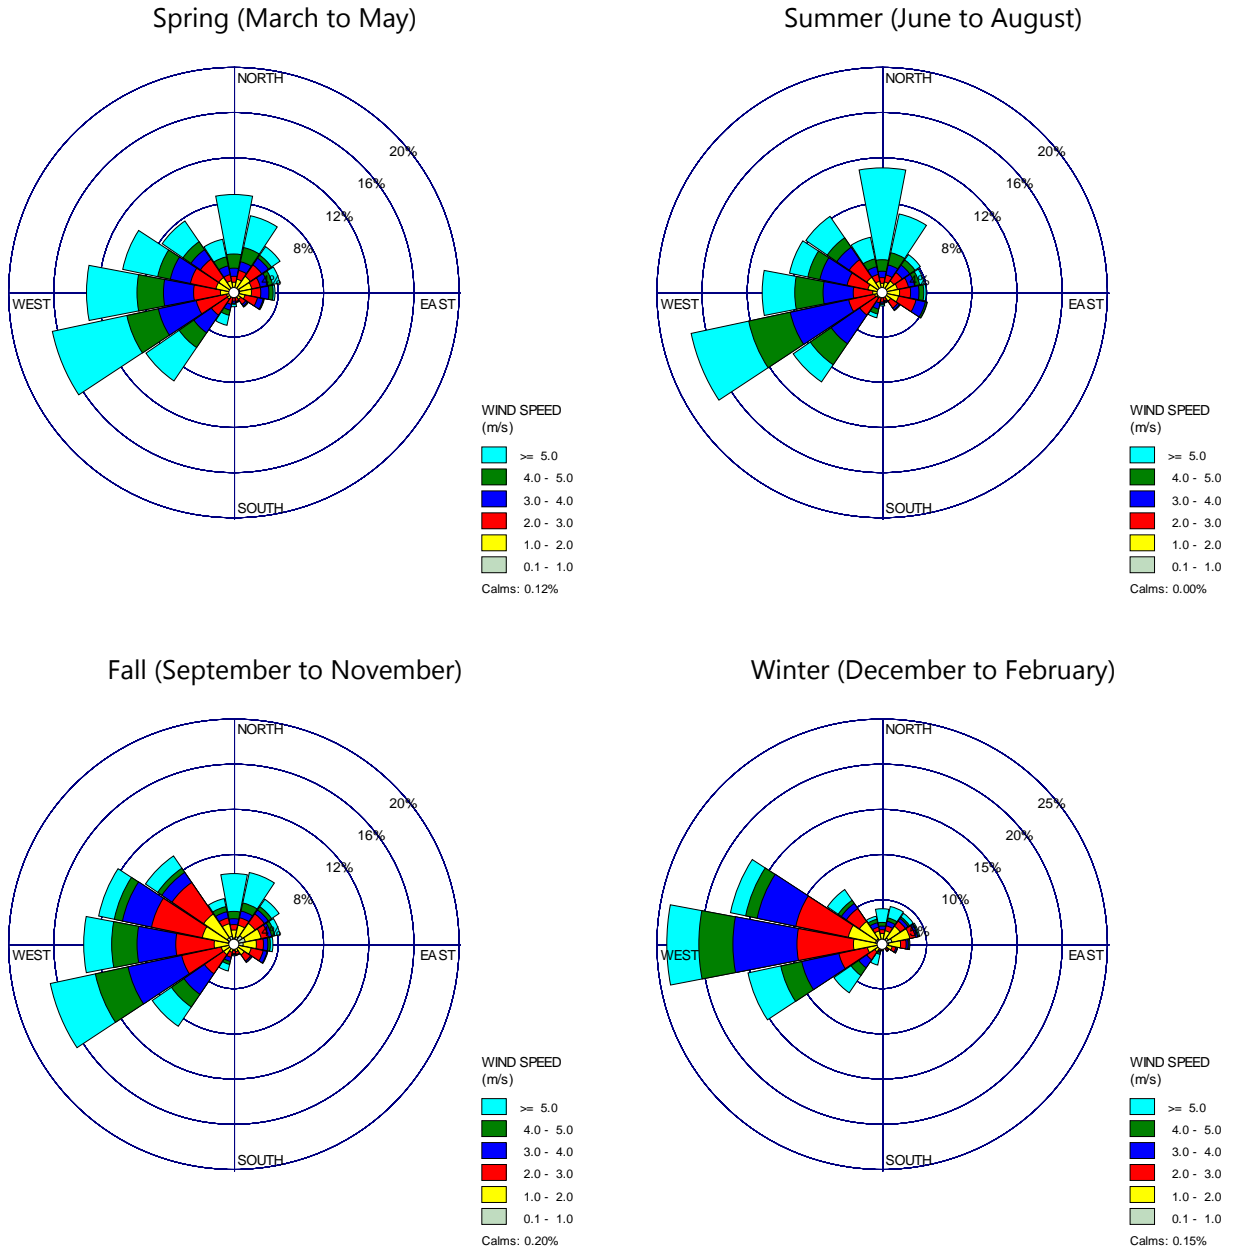 Spring (March to May)
NORTH
20%
16%
12%
8%
4%
WEST
EAST
SOUTH
WIND SPEED
(m/s)
>= 5.0
4.0 - 5.0
3.0 - 4.0
2.0 - 3.0
1.0 - 2.0
0.1 - 1.0
Calms: 0.12%
Summer (June to August)
NORTH
20%
16%
12%
8%
4%
WEST
EAST
SOUTH
WIND SPEED
(m/s)
>= 5.0
4.0 - 5.0
3.0 - 4.0
2.0 - 3.0
1.0 - 2.0
0.1 - 1.0
Calms: 0.00%
Fall (September to November)
NORTH
20%
16%
12%
8%
4%
WEST
EAST
SOUTH
WIND SPEED
(m/s)
>= 5.0
4.0 - 5.0
3.0 - 4.0
2.0 - 3.0
1.0 - 2.0
0.1 - 1.0
Calms: 0.20%
Winter (December to February)
NORTH
25%
20%
15%
10%
5%
WEST
EAST
SOUTH
WIND SPEED
(m/s)
>= 5.0
4.0 - 5.0
3.0 - 4.0
2.0 - 3.0
1.0 - 2.0
0.1 - 1.0
Calms: 0.15%